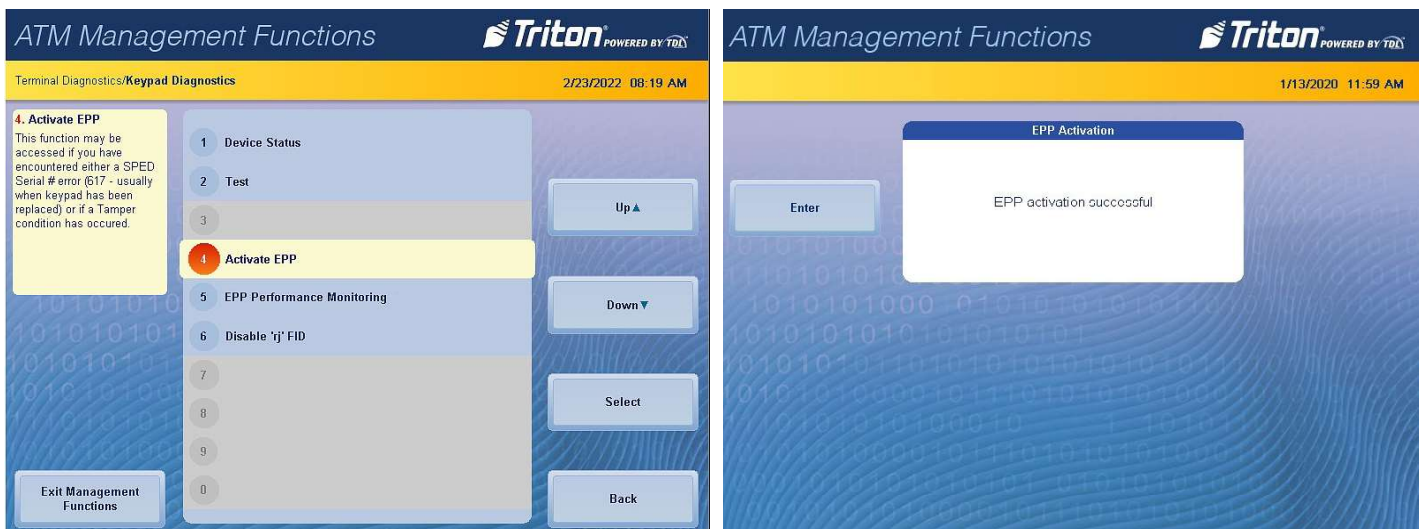 ATM Management Functions
Triton POWERED BY TDL
Terminal Diagnostics/Keypad Diagnostics
2/23/2022 08:19 AM
4. Activate EPP
This function may be
accessed if you have
encountered either a SPED
Serial # error (617 - usually
when keypad has been
replaced) or if a Tamper
condition has occured.
1 Device Status
2 Test
3
4 Activate EPP
5 EPP Performance Monitoring
6 Disable 'rj' FID
7
8
9
0
Up▲
Down▼
Select
Back
Exit Management
Functions
ATM Management Functions
Triton POWERED BY TDL
1/13/2020 11:59 AM
EPP Activation
EPP activation successful
Enter